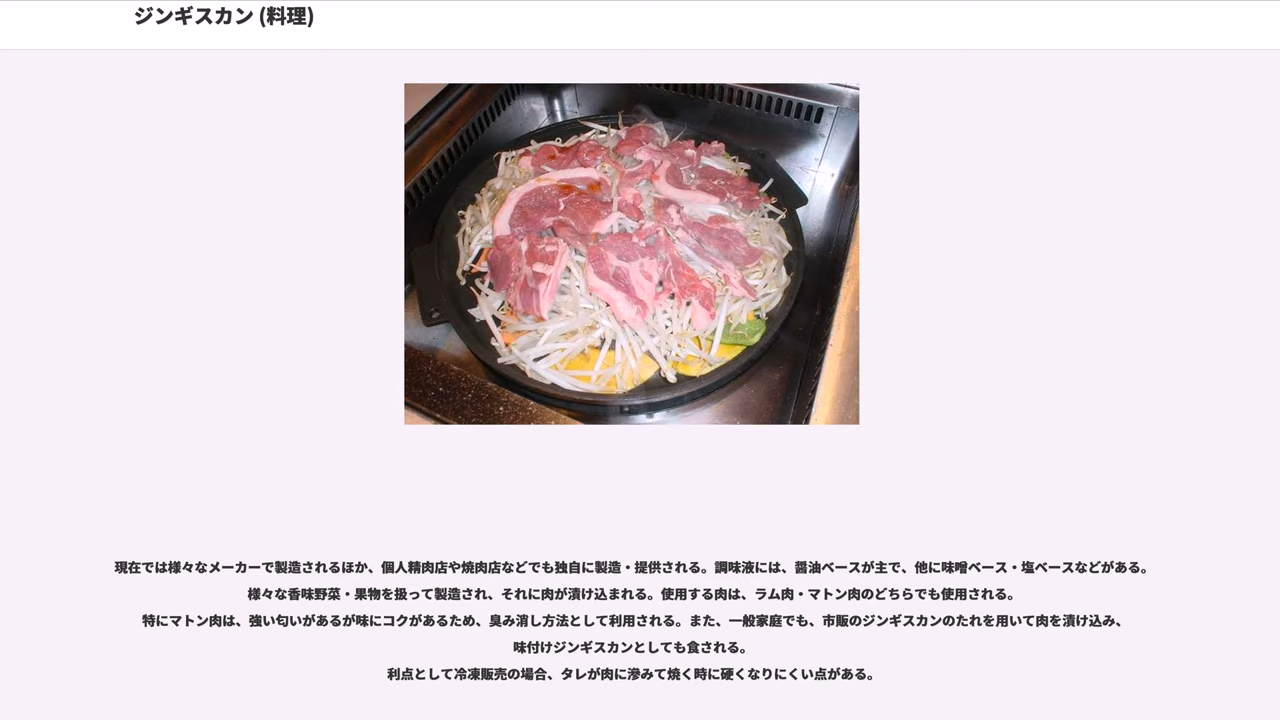 ジンギスカン (料理)
現在では様々なメーカーで製造されるほか、個人精肉店や焼肉店などでも独自に製造・提供される。調味液には、醤油ベースが主で、他に味噌ベース・塩ベースなどがある。
様々な香味野菜・果物を扱って製造され、それに肉が漬け込まれる。使用する肉は、ラム肉・マトン肉のどちらでも使用される。
特にマトン肉は、強い匂いがあるが味にコクがあるため、臭み消し方法として利用される。また、一般家庭でも、市販のジンギスカンのたれを用いて肉を漬け込み、
味付けジンギスカンとしても食される。
利点として冷凍販売の場合、タレが肉に滲みて焼く時に硬くなりにくい点がある。